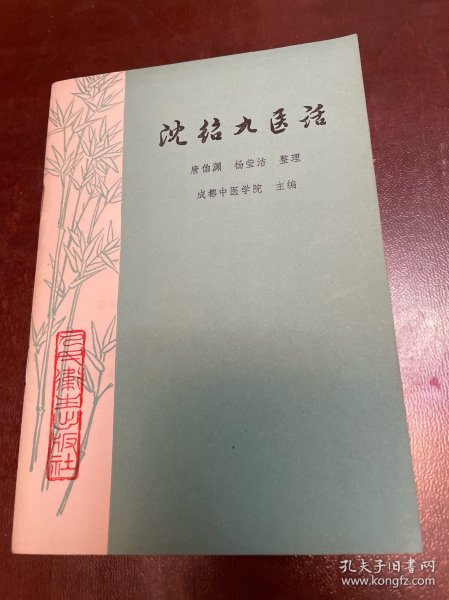 沈绍九医话
唐伯渊 杨莹洁 整理
成都中医学院 主编
人民卫生出版社
孔夫子旧书网
www.kongfz.com